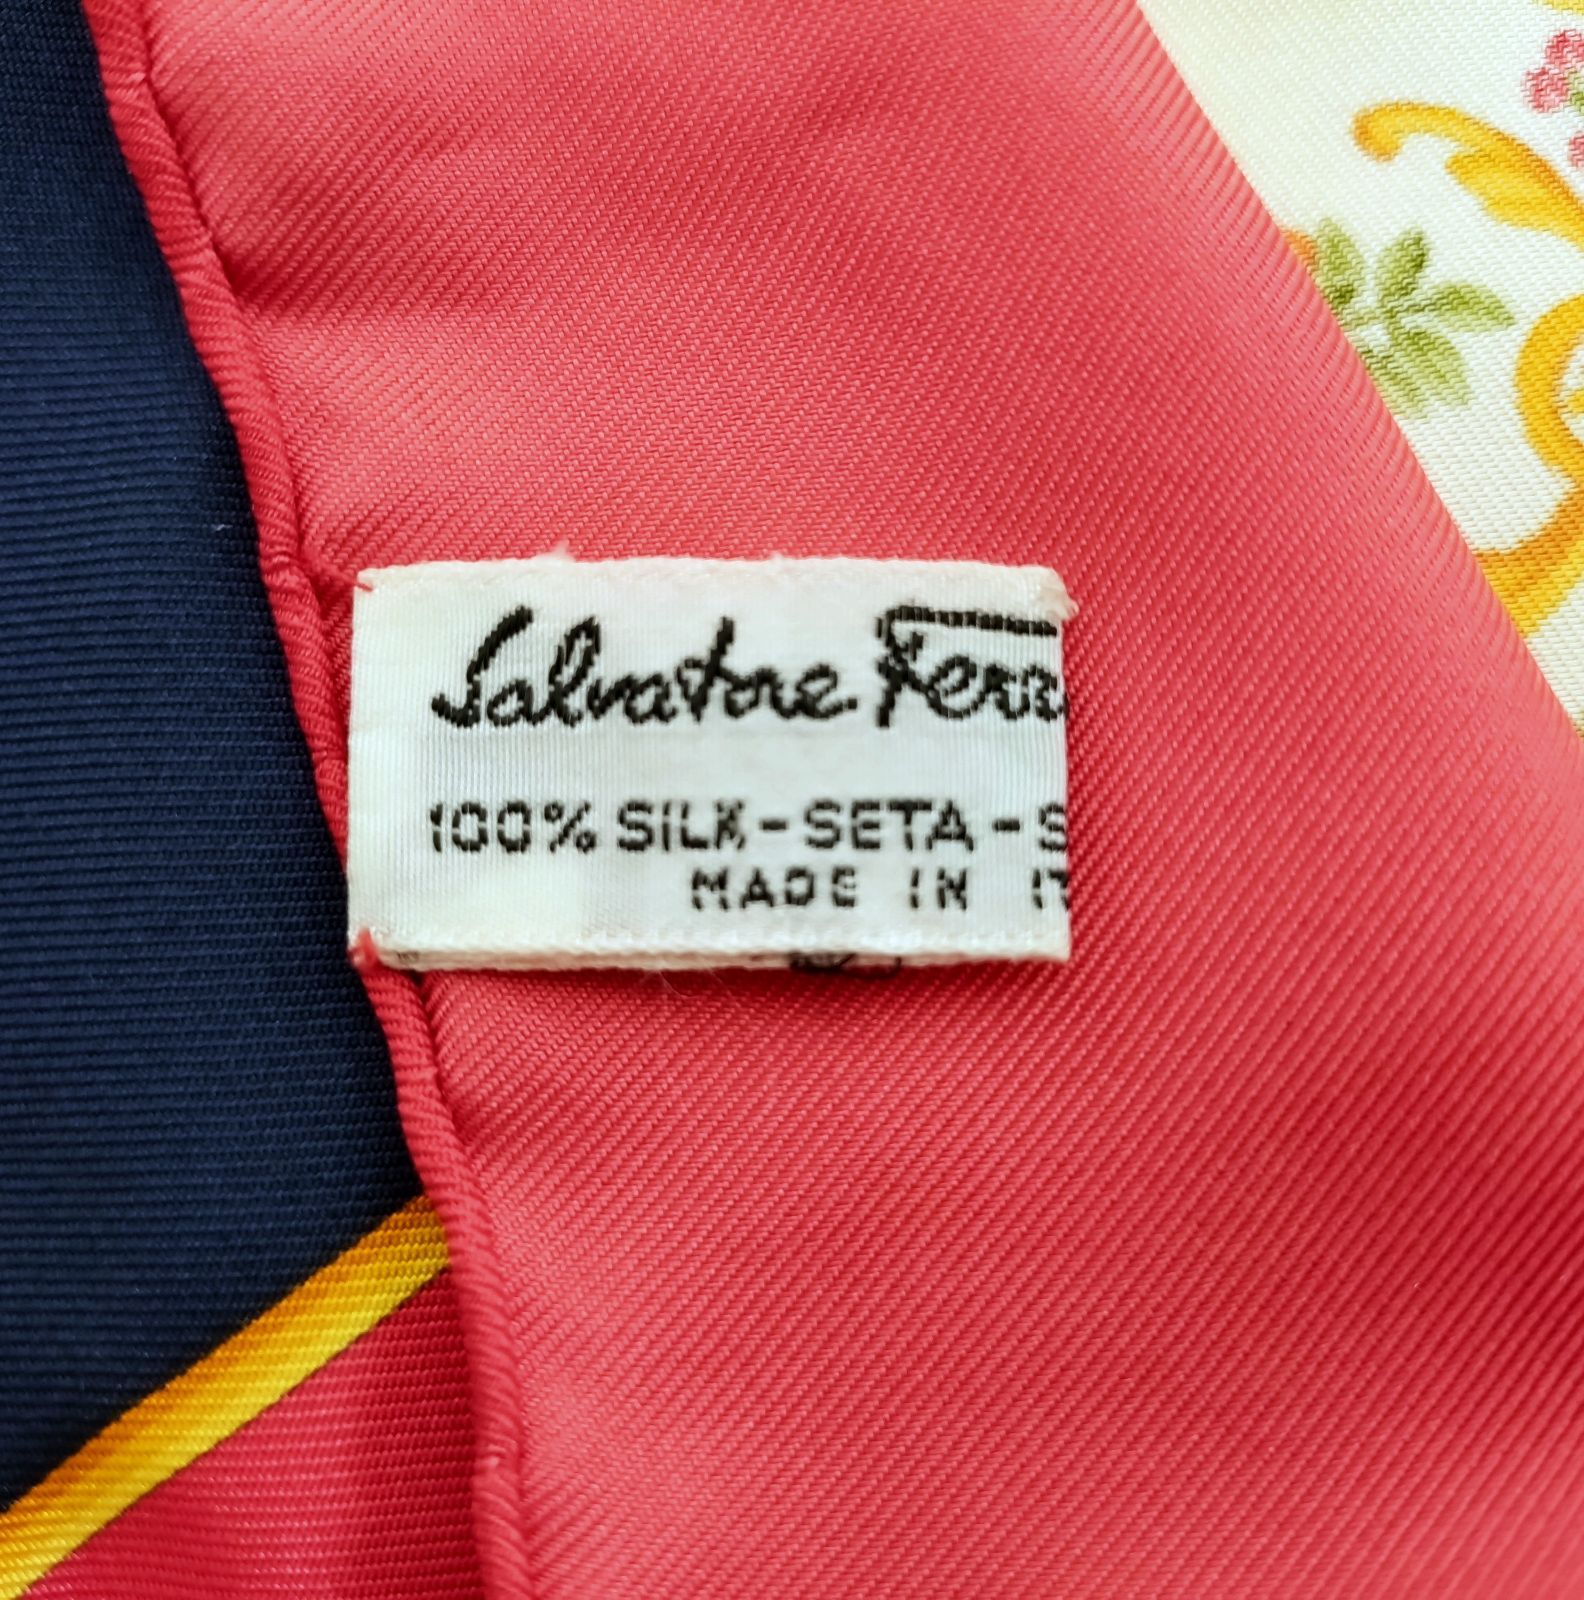 Salvatore Ferra
100% SILK - SETA - S
MADE IN IT